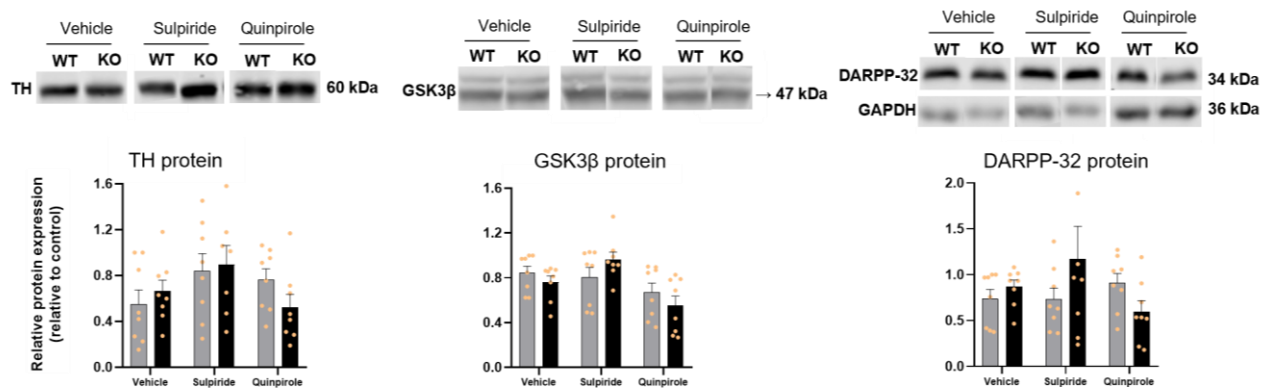 Vehicle Sulpiride Quinpirole
WT KO WT KO WT KO
TH 60 kDa
Vehicle Sulpiride Quinpirole
WT KO WT KO WT KO
GSK3β → 47 kDa
Vehicle Sulpiride Quinpirole
WT KO WT KO WT KO
DARPP-32 34 kDa
GAPDH 36 kDa
TH protein
Relative protein expression
(relative to control)
1.6
1.2
0.8
0.4
0.0
Vehicle Sulpiride Quinpirole
GSK3β protein
1.6
1.2
0.8
0.4
0.0
Vehicle Sulpiride Quinpirole
DARPP-32 protein
2.0
1.5
1.0
0.5
0.0
Vehicle Sulpiride Quinpirole